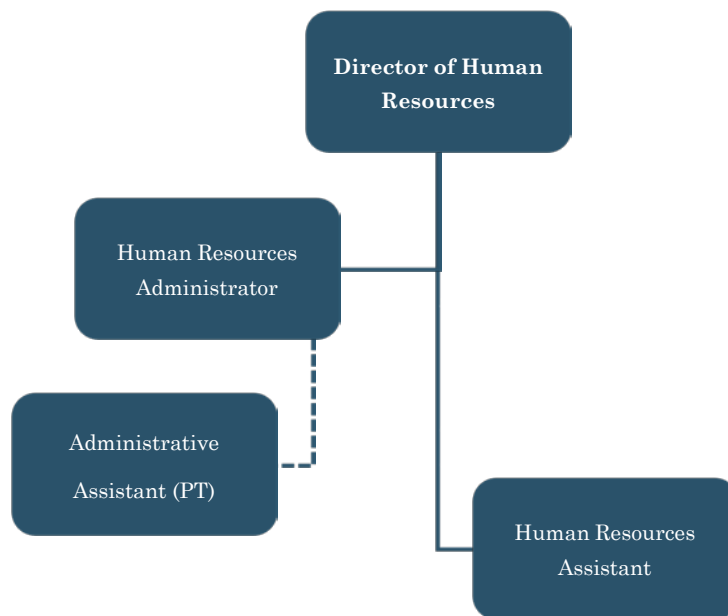 Director of Human
Resources
Human Resources
Administrator
Administrative
Assistant (PT)
Human Resources
Assistant